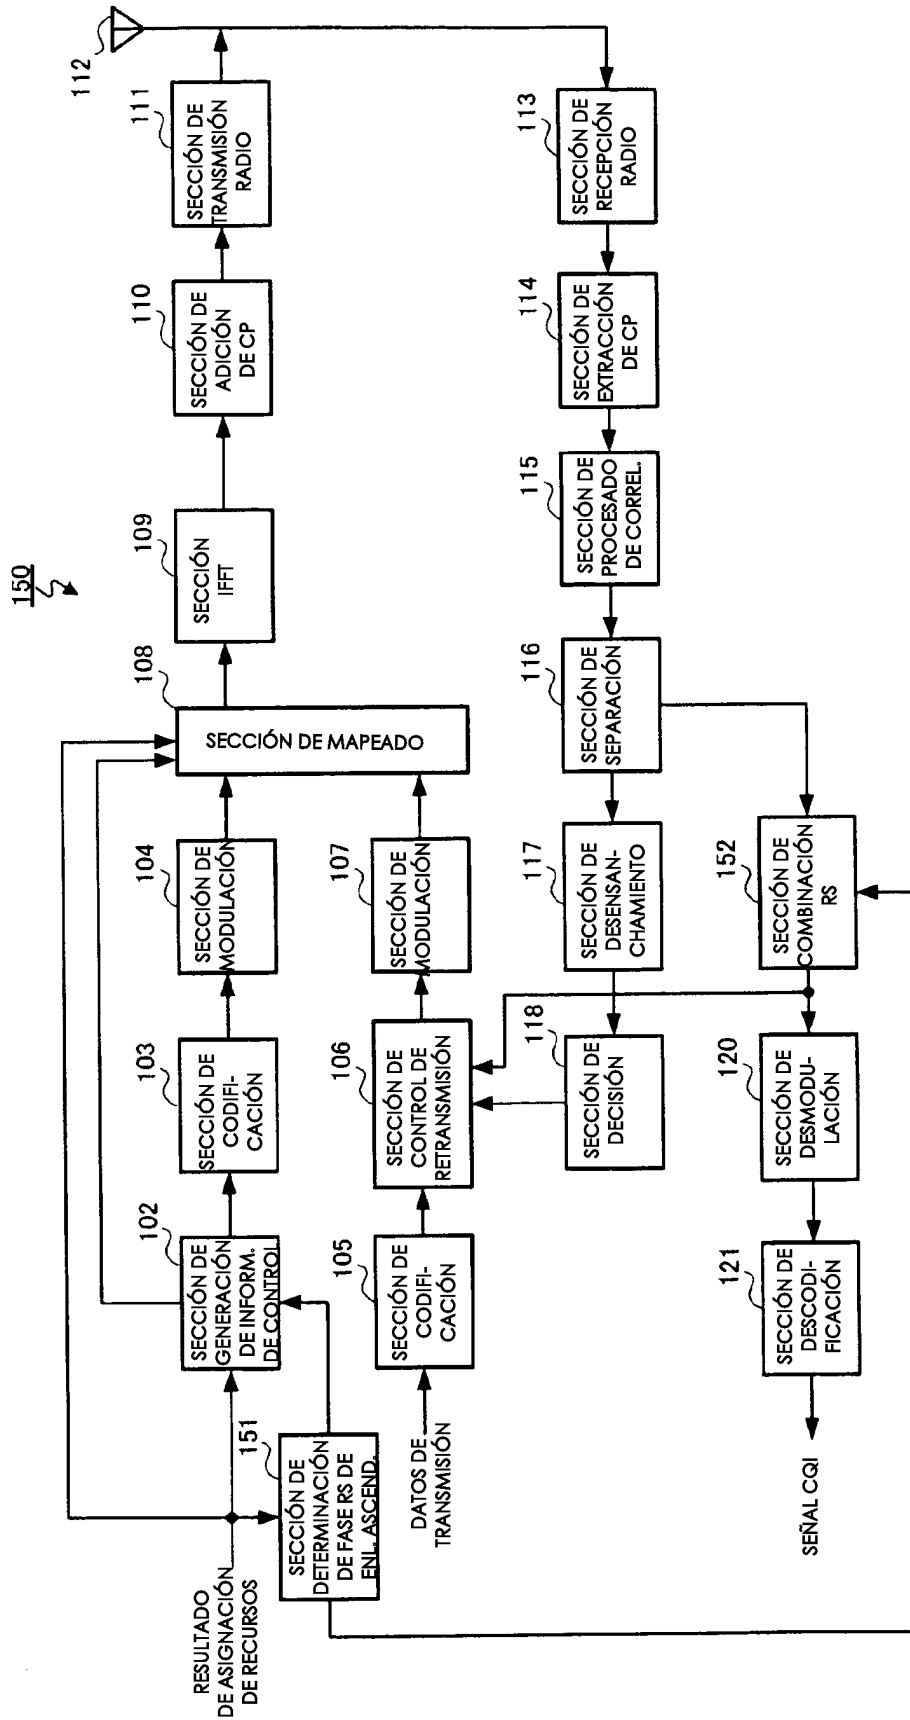 150
RESULTADO
DE ASIGNACIÓN
DE RECURSOS
151
SECCIÓN DE
DETERMINACIÓN
DE FASE RS DE
ENL. ASCEND.
102
SECCIÓN DE
GENERACIÓN
DE INFORM.
DE CONTROL
103
SECCIÓN DE
CODIFI-
CACIÓN
104
SECCIÓN DE
MODULACIÓN
108
SECCIÓN DE MAPEADO
109
SECCIÓN
IFFT
110
SECCIÓN DE
ADICIÓN
DE CP
111
SECCIÓN DE
TRANSMISIÓN
RADIO
112
DATOS DE
TRANSMISIÓN
105
SECCIÓN DE
CODIFI-
CACIÓN
106
SECCIÓN DE
CONTROL DE
RETRANSMISIÓN
107
SECCIÓN DE
MODULACIÓN
118
SECCIÓN DE
DECISIÓN
117
SECCIÓN DE
DESENSAN-
CHAMIENTO
116
SECCIÓN DE
SEPARACIÓN
115
SECCIÓN DE
PROCESADO
DE CORREL.
114
SECCIÓN DE
EXTRACCIÓN
DE CP
113
SECCIÓN DE
RECEPCIÓN
RADIO
SEÑAL CQI
121
SECCIÓN DE
DESCODI-
FICACIÓN
120
SECCIÓN DE
DESMODU-
LACIÓN
152
SECCIÓN DE
COMBINACIÓN
RS